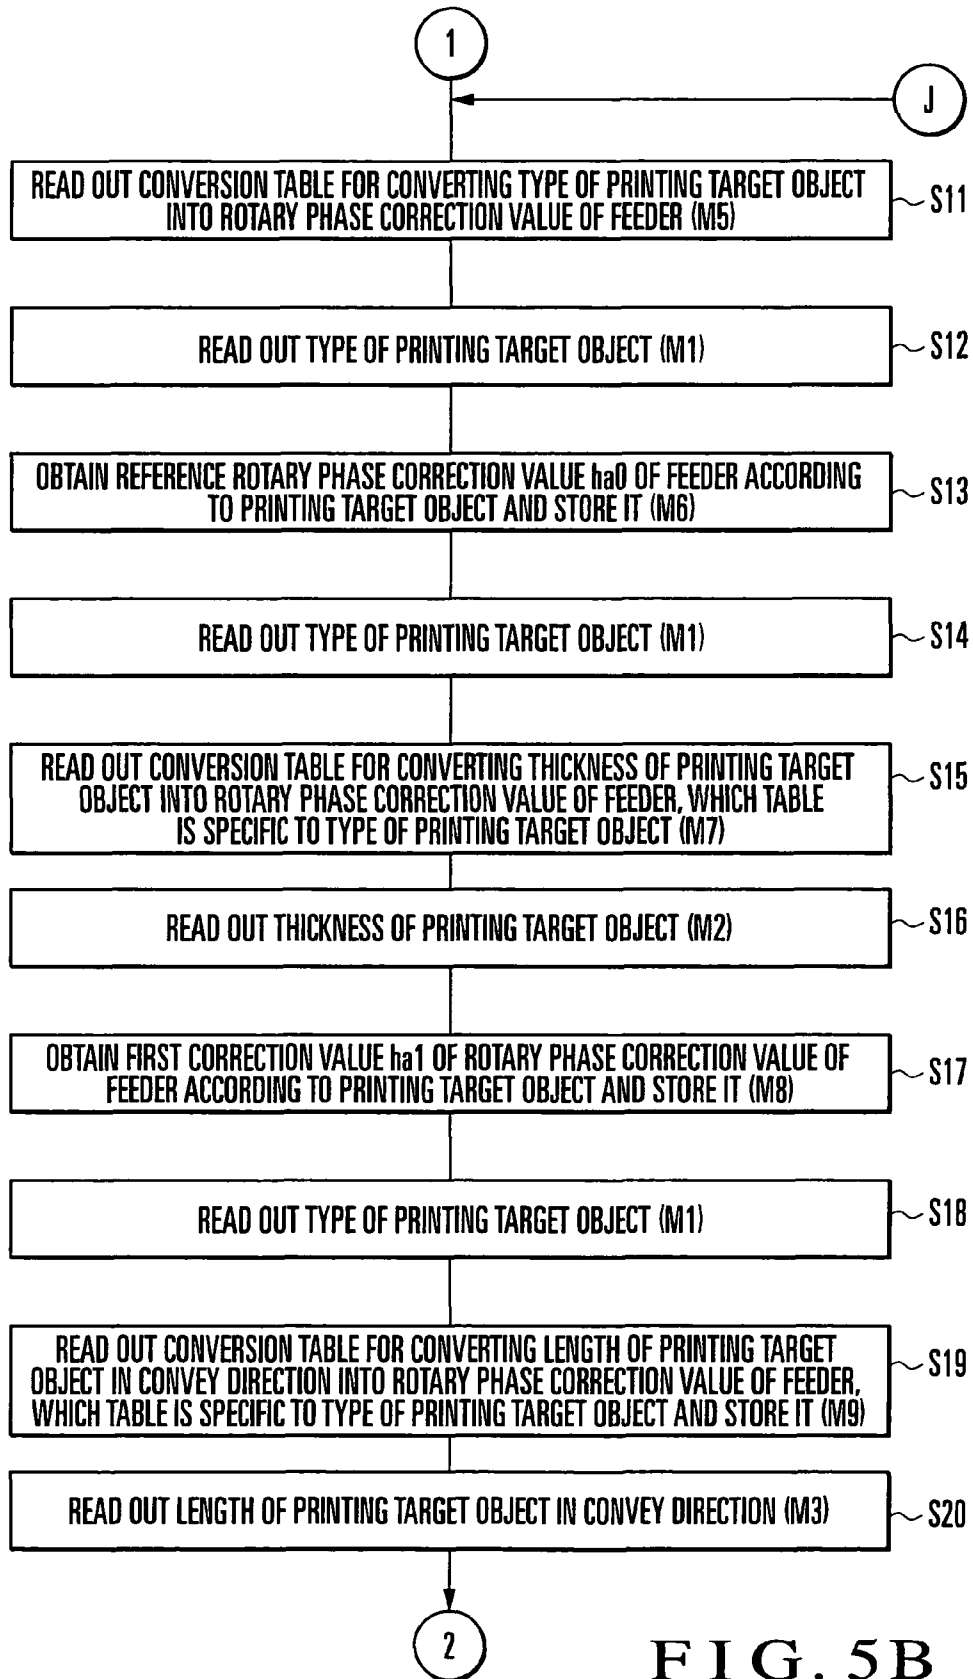 1
J
READ OUT CONVERSION TABLE FOR CONVERTING TYPE OF PRINTING TARGET OBJECT
INTO ROTARY PHASE CORRECTION VALUE OF FEEDER (M5)
S11
READ OUT TYPE OF PRINTING TARGET OBJECT (M1)
S12
OBTAIN REFERENCE ROTARY PHASE CORRECTION VALUE ha0 OF FEEDER ACCORDING
TO PRINTING TARGET OBJECT AND STORE IT (M6)
S13
READ OUT TYPE OF PRINTING TARGET OBJECT (M1)
S14
READ OUT CONVERSION TABLE FOR CONVERTING THICKNESS OF PRINTING TARGET
OBJECT INTO ROTARY PHASE CORRECTION VALUE OF FEEDER, WHICH TABLE
IS SPECIFIC TO TYPE OF PRINTING TARGET OBJECT (M7)
S15
READ OUT THICKNESS OF PRINTING TARGET OBJECT (M2)
S16
OBTAIN FIRST CORRECTION VALUE ha1 OF ROTARY PHASE CORRECTION VALUE OF
FEEDER ACCORDING TO PRINTING TARGET OBJECT AND STORE IT (M8)
S17
READ OUT TYPE OF PRINTING TARGET OBJECT (M1)
S18
READ OUT CONVERSION TABLE FOR CONVERTING LENGTH OF PRINTING TARGET
OBJECT IN CONVEY DIRECTION INTO ROTARY PHASE CORRECTION VALUE OF FEEDER,
WHICH TABLE IS SPECIFIC TO TYPE OF PRINTING TARGET OBJECT AND STORE IT (M9)
S19
READ OUT LENGTH OF PRINTING TARGET OBJECT IN CONVEY DIRECTION (M3)
S20
2
FIG. 5B